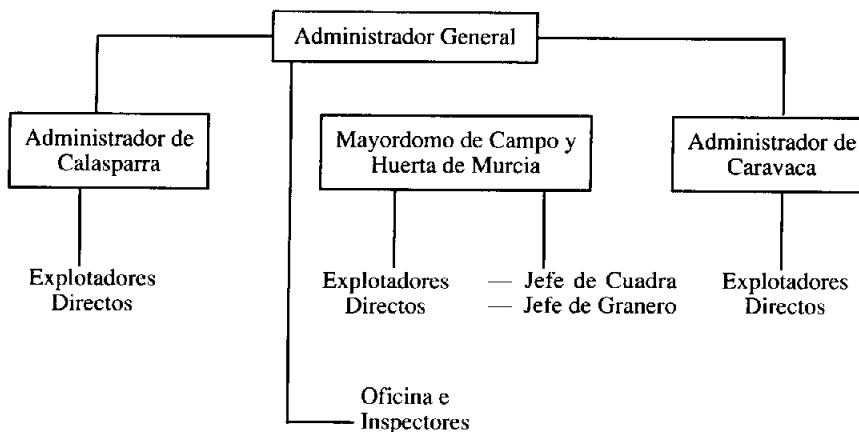 Administrador General
Administrador de
Calasparra
Mayordomo de Campo y
Huerta de Murcia
Administrador de
Caravaca
Explotadores
Directos
Explotadores
Directos
— Jefe de Cuadra
— Jefe de Granero
Explotadores
Directos
Oficina e
Inspectores